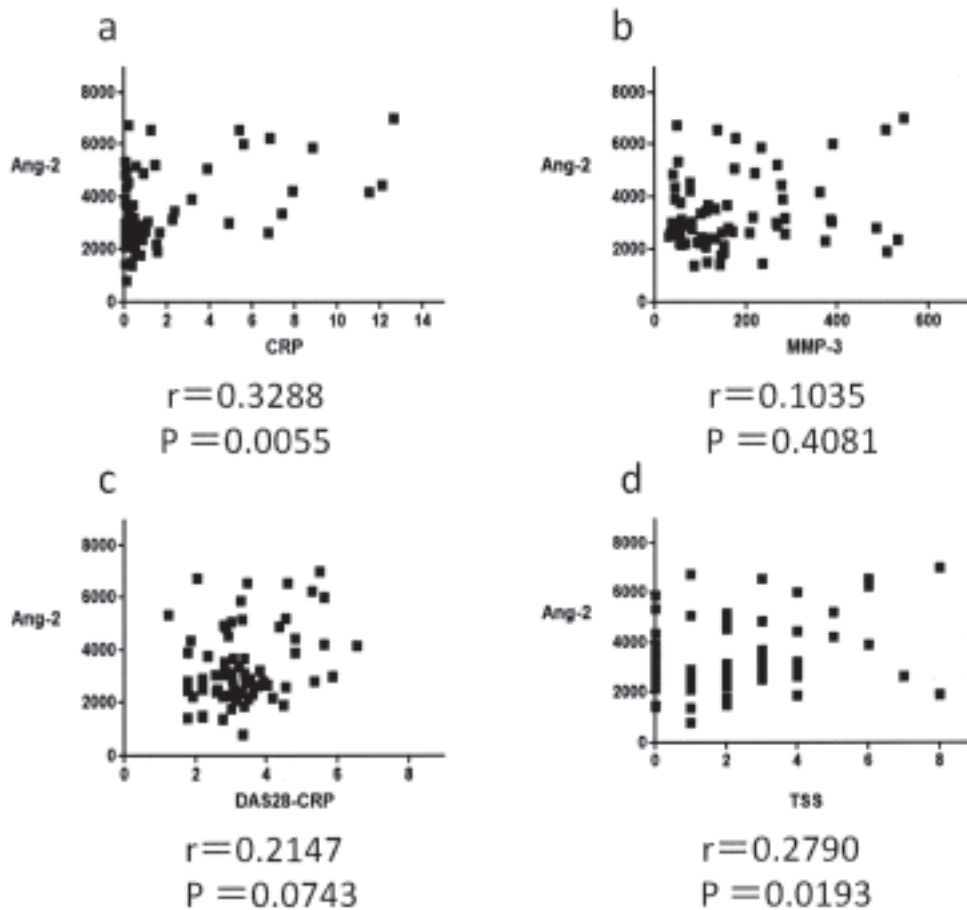 a
8000
6000
Ang-2
4000
2000
0
0 2 4 6 8 10 12 14
CRP
r=0.3288
P =0.0055
b
8000
6000
Ang-2
4000
2000
0
0 200 400 600
MMP-3
r=0.1035
P =0.4081
c
8000
6000
Ang-2
4000
2000
0
0 2 4 6 8
DAS28-CRP
r=0.2147
P =0.0743
d
8000
6000
Ang-2
4000
2000
0
0 2 4 6 8
TSS
r=0.2790
P =0.0193